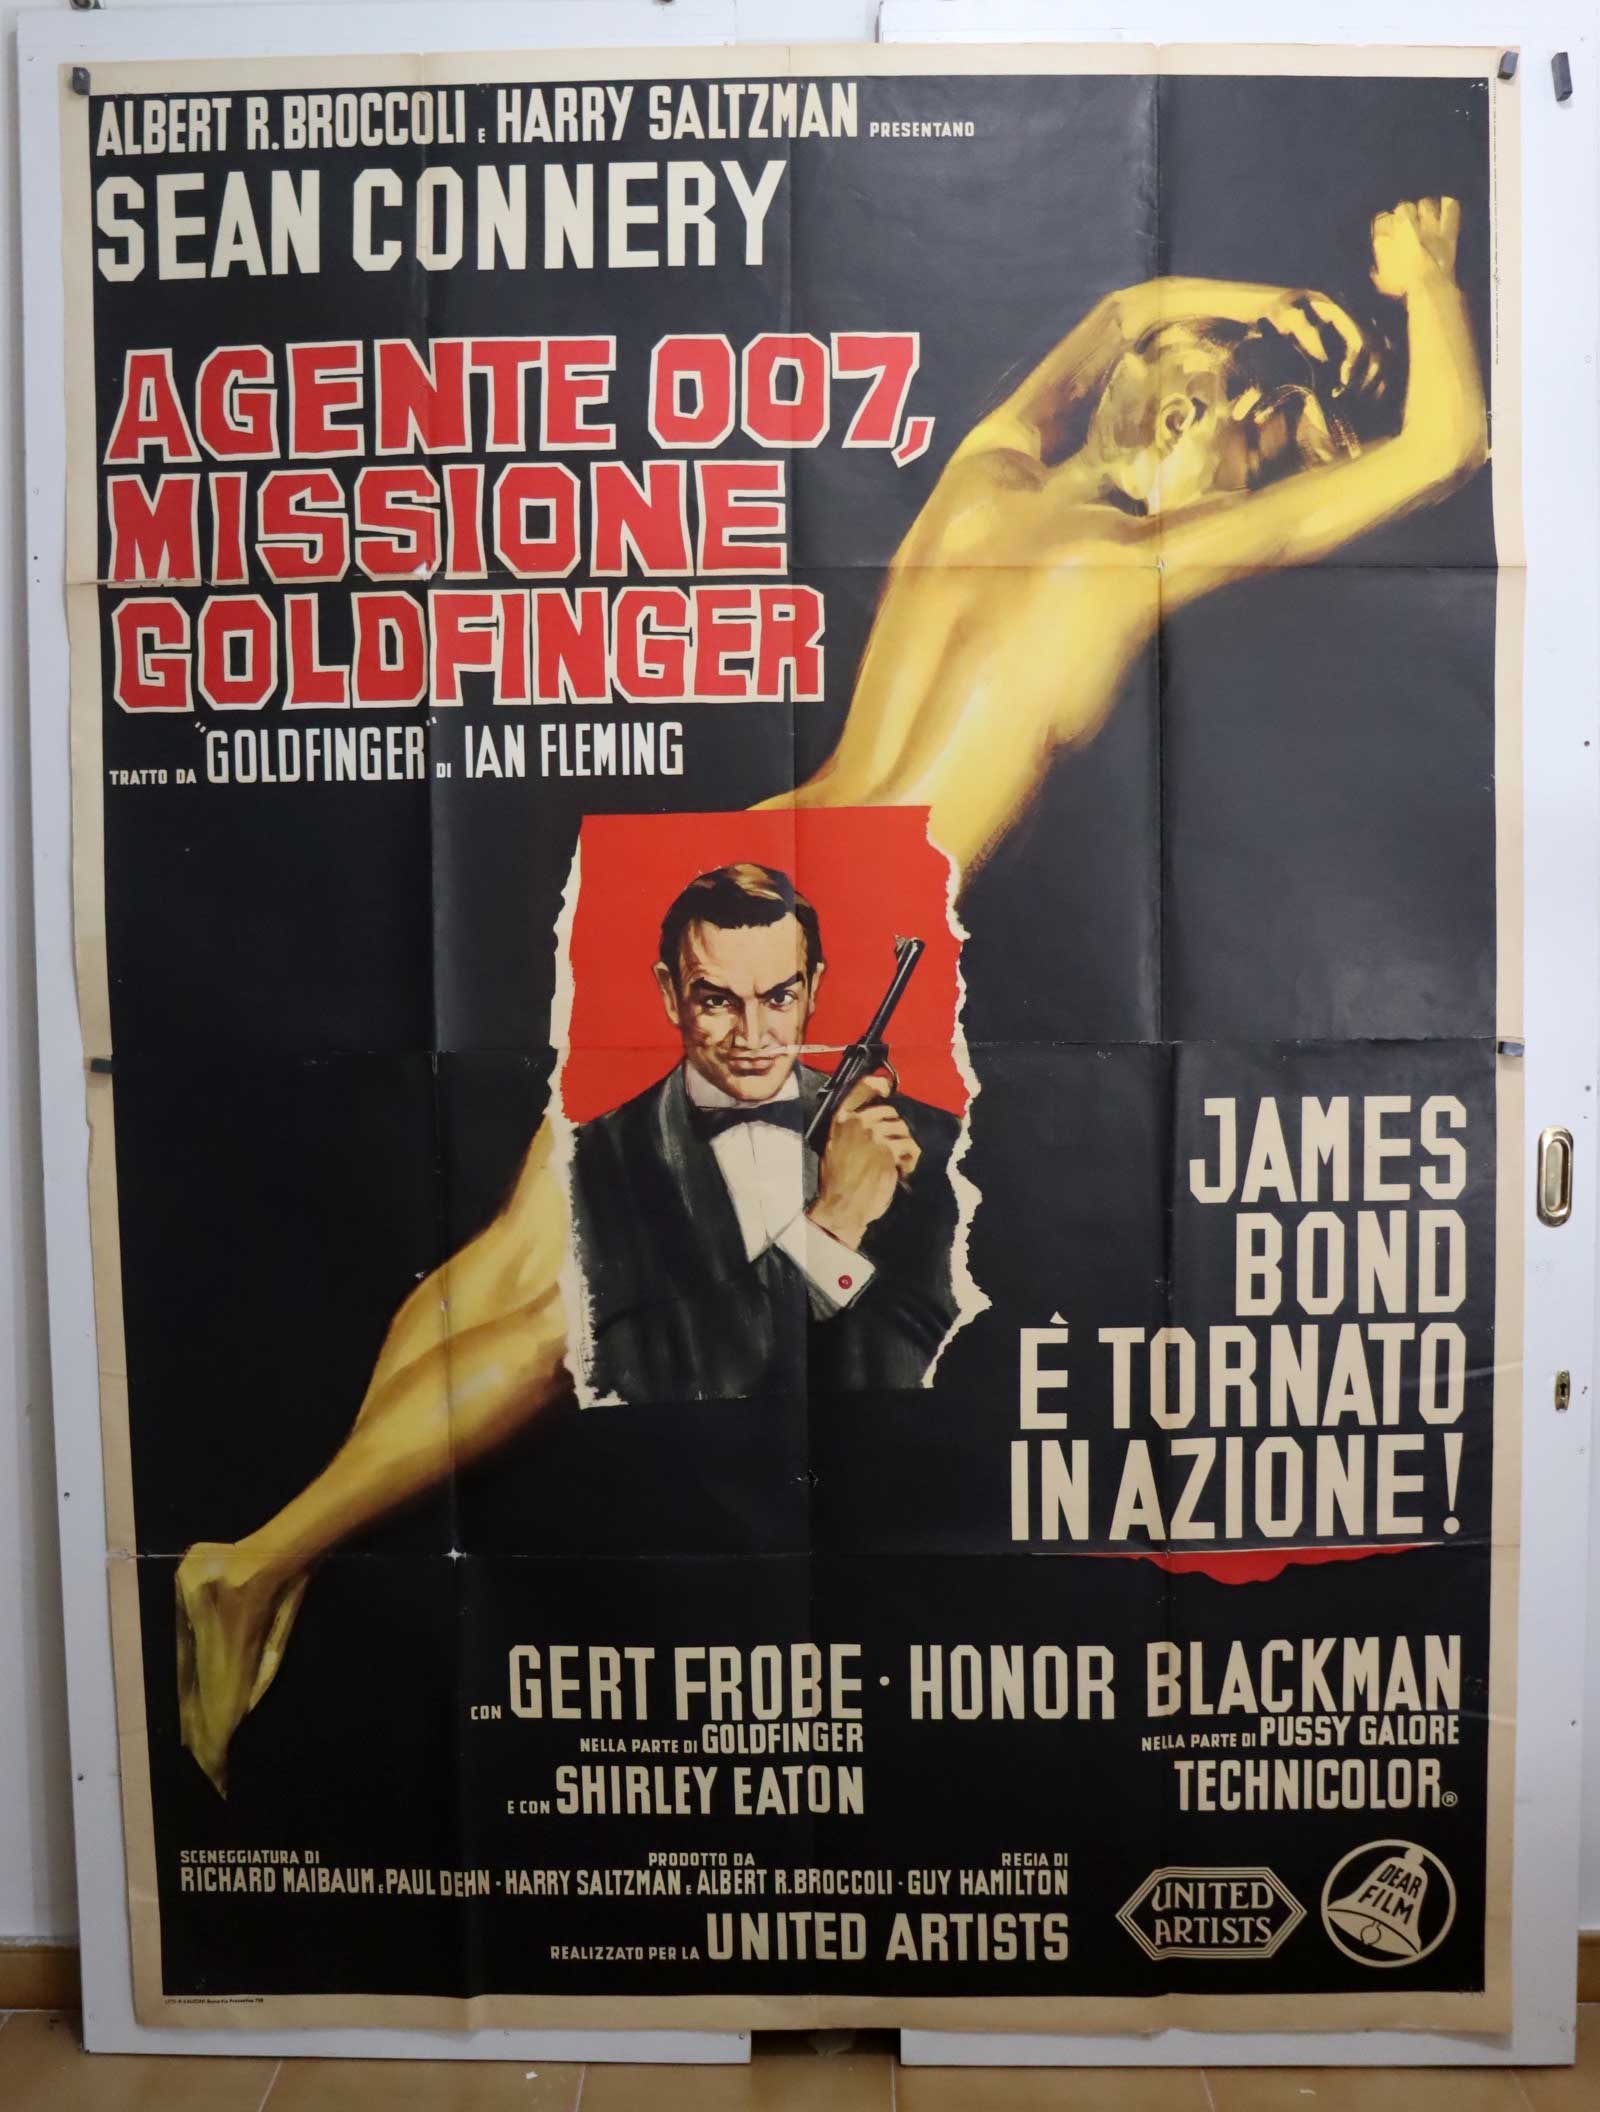 ALBERT R. BROCCOLI E HARRY SALTZMAN PRESENTANO
SEAN CONNERY
AGENTE 007,
MISSIONE
GOLDFINGER
TRATTO DA "GOLDFINGER" DI IAN FLEMING
JAMES
BOND
È TORNATO
IN AZIONE!
CON GERT FROBE · HONOR BLACKMAN
NELLA PARTE DI GOLDFINGER
NELLA PARTE DI PUSSY GALORE
E CON SHIRLEY EATON
TECHNICOLOR®
SCENEGGIATURA DI
RICHARD MAIBAUM E PAUL DEHN · HARRY SALTZMAN E ALBERT R. BROCCOLI · GUY HAMILTON
PRODOTTO DA
REGIA DI
REALIZZATO PER LA UNITED ARTISTS
UNITED
ARTISTS
DEAR
FILM